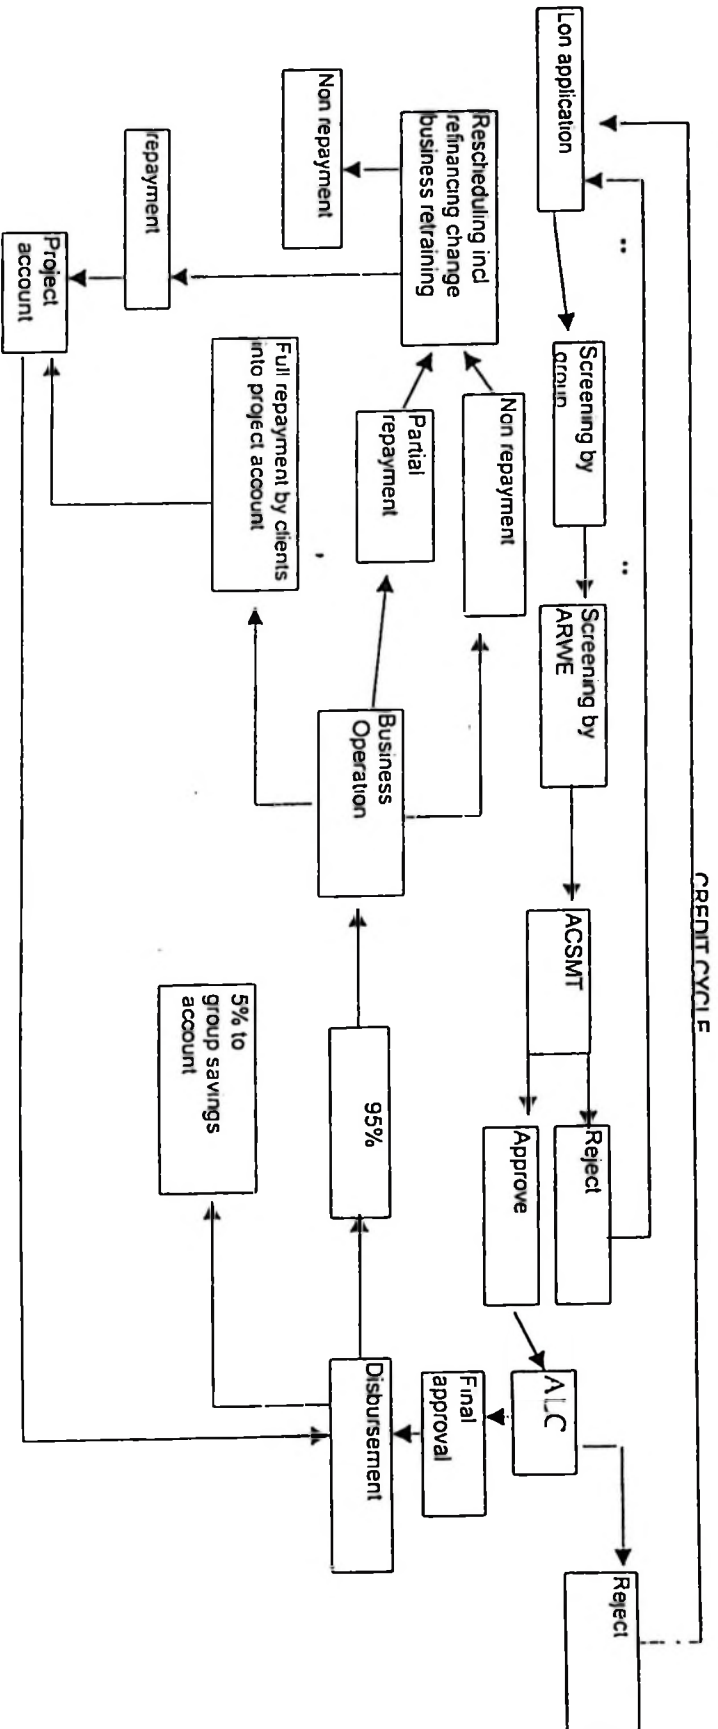 CREDIT CYCLE
Lon application
Screening by
group
Screening by
ARWE
ACSMT
Reject
Approve
ALC
Reject
Final
approval
Disbursement
95%
5% to
group savings
account
Business
Operation
Non repayment
Partial
repayment
Full repayment by clients
into project account
Rescheduling incl
refinancing change
business retraining
Non repayment
repayment
Project
account